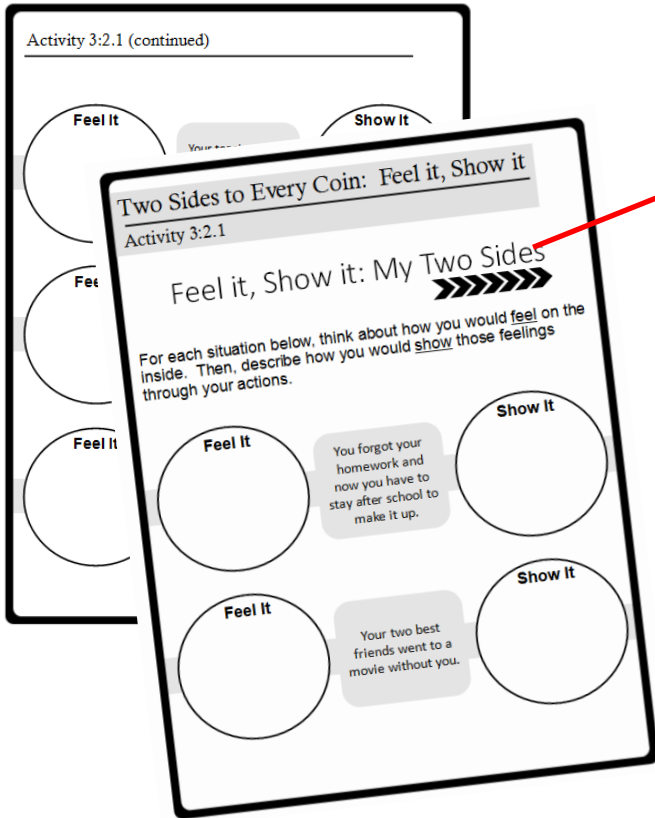 Activity 3:2.1 (continued)
Feel It
Show It
Your
Feel It
Two Sides to Every Coin:  Feel it, Show it
Activity 3:2.1
Feel it, Show it: My Two Sides
For each situation below, think about how you would feel on the
inside.  Then, describe how you would show those feelings
through your actions.
Feel It
You forgot your
homework and
now you have to
stay after school to
make it up.
Show It
Feel It
Your two best
friends went to a
movie without you.
Show It